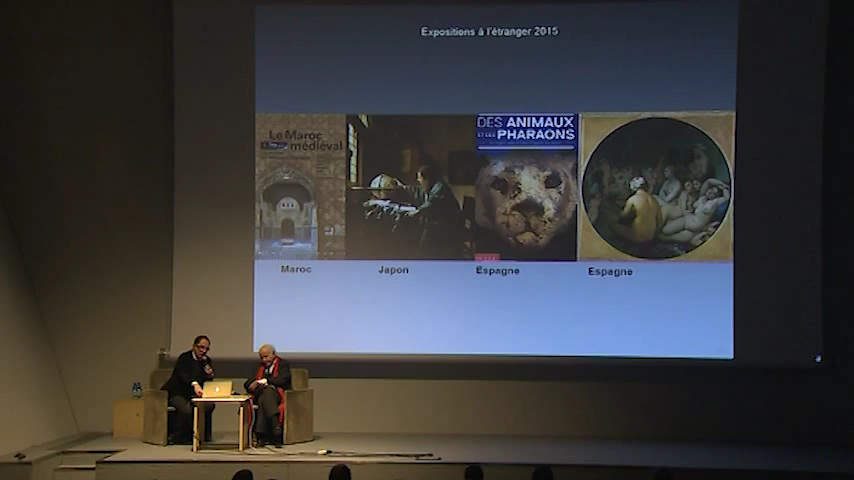 Expositions à l'étranger 2015
Le Maroc
médiéval
DES ANIMAUX
ET DES PHARAONS
Maroc
Japon
Espagne
Espagne